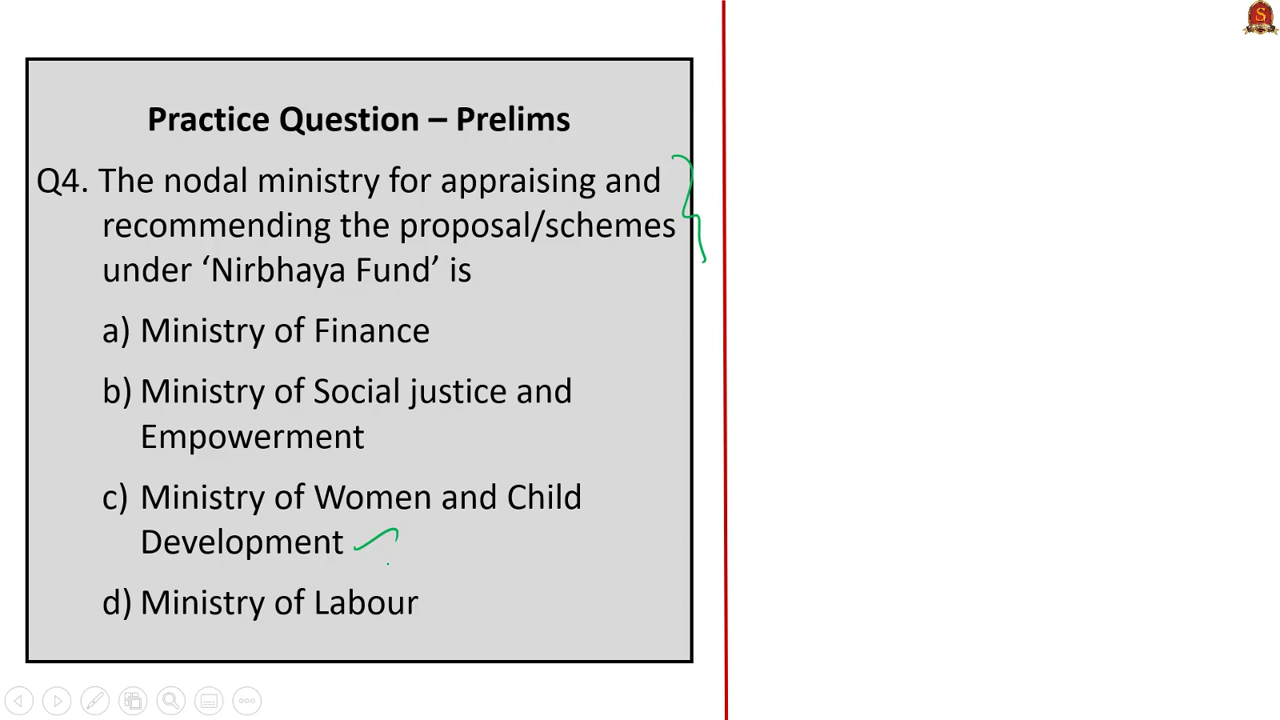 Practice Question – Prelims
Q4. The nodal ministry for appraising and
recommending the proposal/schemes
under ‘Nirbhaya Fund’ is
a) Ministry of Finance
b) Ministry of Social justice and
Empowerment
c) Ministry of Women and Child
Development
d) Ministry of Labour
S